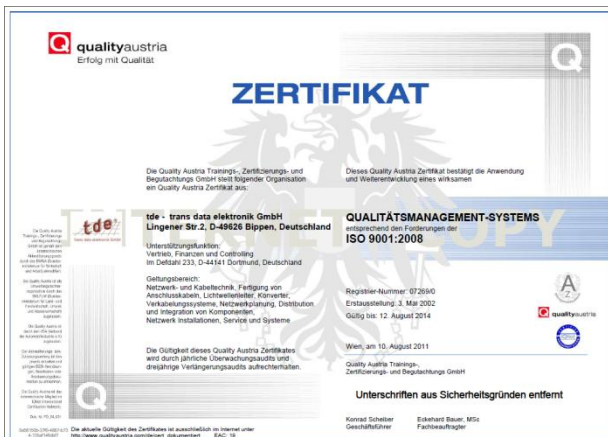 qualityaustria
Erfolg mit Qualität
ZERTIFIKAT
Die Quality Austria Trainings-, Zertifizierungs- und
Begutachtungs GmbH stellt folgender Organisation
ein Quality Austria Zertifikat aus:
tde - trans data elektronik GmbH
Lingener Str.2, D-49626 Bippen, Deutschland
Unterstützungsfunktion:
Vertrieb, Finanzen und Controlling
Im Defdahl 233, D-44141 Dortmund, Deutschland
Geltungsbereich:
Netzwerk- und Kabeltechnik, Fertigung von
Anschlusskabeln, Lichtwellenleiter, Konverter,
Verkabelungssysteme, Netzwerkplanung, Distribution
und Integration von Komponenten,
Netzwerk Installationen, Service und Systeme
Die Gültigkeit dieses Quality Austria Zertifikates
wird durch jährliche Überwachungsaudits und
dreijährige Verlängerungsaudits aufrechterhalten.
Dieses Quality Austria Zertifikat bestätigt die Anwendung
und Weiterentwicklung eines wirksamen
QUALITÄTSMANAGEMENT-SYSTEMS
entsprechend den Forderungen der
ISO 9001:2008
Registrier-Nummer: 07269/0
Erstausstellung: 3. Mai 2002
Gültig bis: 12. August 2014
Wien, am 10. August 2011
Quality Austria Trainings-,
Zertifizierungs- und Begutachtungs GmbH
Unterschriften aus Sicherheitsgründen entfernt
Konrad Scheiber
Geschäftsführer
Eckehard Bauer, MSc
Fachbeauftragter
tde
INTERNET COPY
qualityaustria
Die aktuelle Gültigkeit des Zertifikates ist ausschließlich im Internet unter
EAC: 19